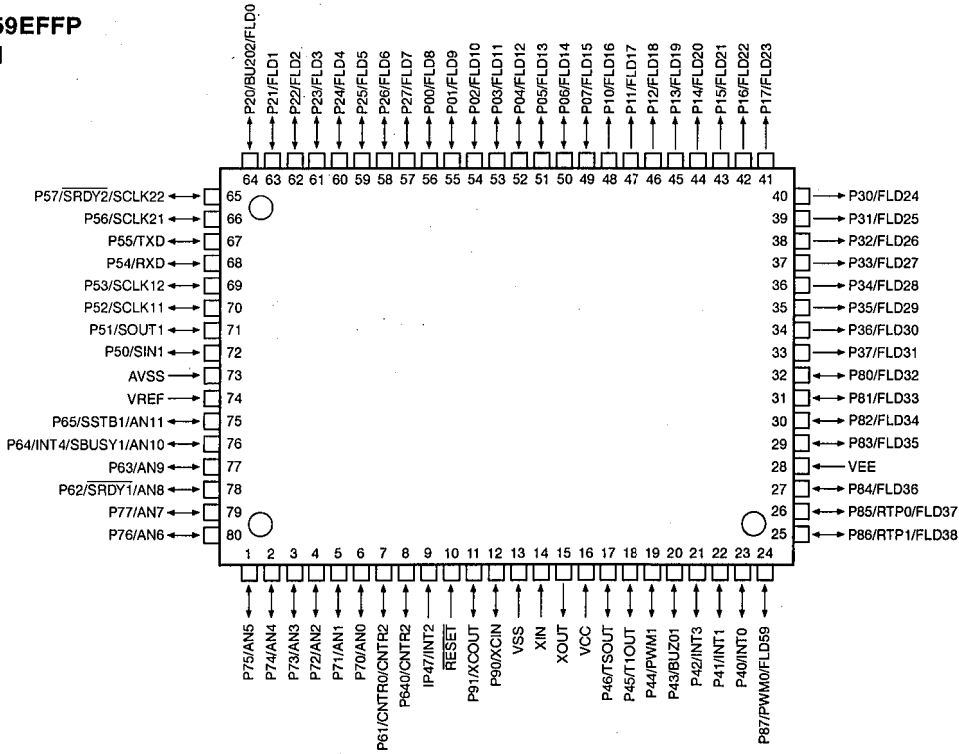 59EFFP
P20/BU202/FLD0
P21/FLD1
P22/FLD2
P23/FLD3
P24/FLD4
P25/FLD5
P26/FLD6
P27/FLD7
P00/FLD8
P01/FLD9
P02/FLD10
P03/FLD11
P04/FLD12
P05/FLD13
P06/FLD14
P07/FLD15
P10/FLD16
P11/FLD17
P12/FLD18
P13/FLD19
P14/FLD20
P15/FLD21
P16/FLD22
P17/FLD23
64 63 62 61 60 59 58 57 56 55 54 53 52 51 50 49 48 47 46 45 44 43 42 41
P57/SRDY2/SCLK22 65
P56/SCLK21 66
P55/TXD 67
P54/RXD 68
P53/SCLK12 69
P52/SCLK11 70
P51/SOUT1 71
P50/SIN1 72
AVSS 73
VREF 74
P65/SSTB1/AN11 75
P64/INT4/SBUSY1/AN10 76
P63/AN9 77
P62/SRDY1/AN8 78
P77/AN7 79
P76/AN6 80
40 P30/FLD24
39 P31/FLD25
38 P32/FLD26
37 P33/FLD27
36 P34/FLD28
35 P35/FLD29
34 P36/FLD30
33 P37/FLD31
32 P80/FLD32
31 P81/FLD33
30 P82/FLD34
29 P83/FLD35
28 VEE
27 P84/FLD36
26 P85/RTP0/FLD37
25 P86/RTP1/FLD38
1 2 3 4 5 6 7 8 9 10 11 12 13 14 15 16 17 18 19 20 21 22 23 24
P75/AN5
P74/AN4
P73/AN3
P72/AN2
P71/AN1
P70/AN0
P61/CNTR0/CNTR2
P640/CNTR2
IP47/INT2
RESET
P91/XCOUT
P90/XCIN
VSS
XIN
XOUT
VCC
P46/TSOUT
P45/T1OUT
P44/PWM1
P43/BUZ01
P42/INT3
P41/INT1
P40/INT0
P87/PWM0/FLD59